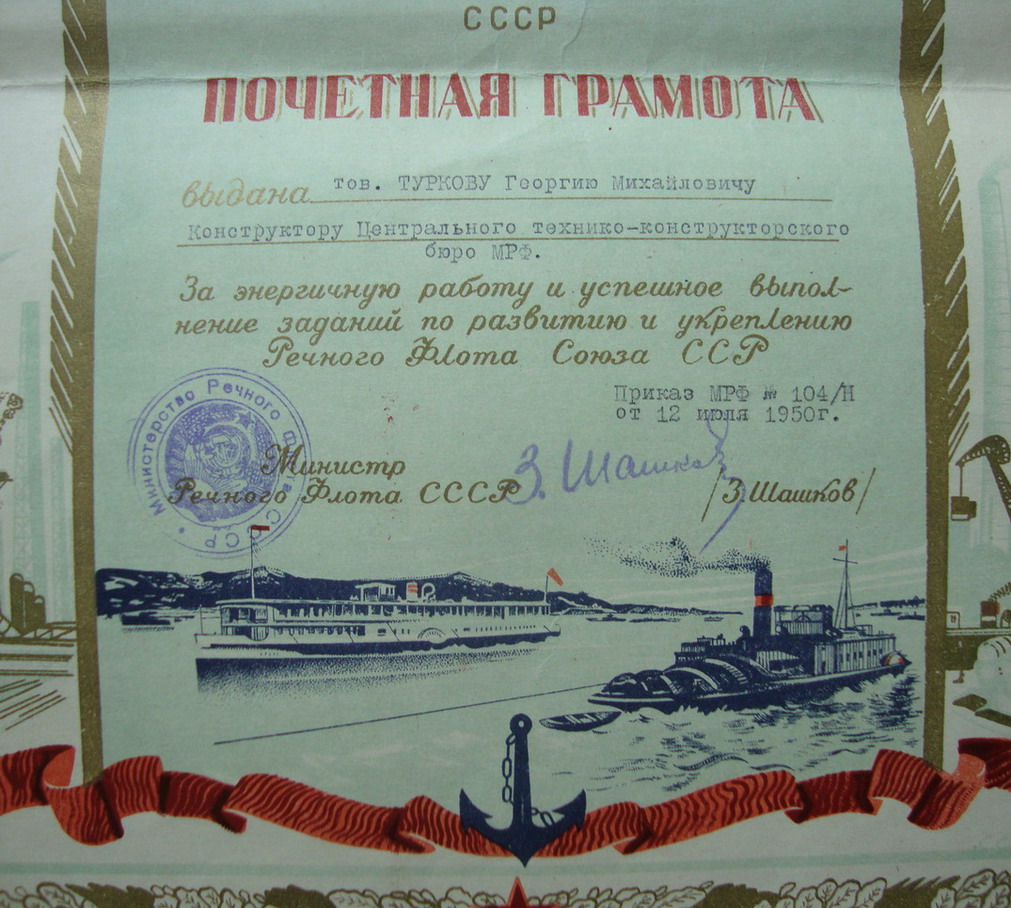 СССР
ПОЧЕТНАЯ ГРАМОТА
выдана тов. ТУРКОВУ Георгию Михайловичу
Конструктору Центрального технико-конструкторского
бюро МРФ.
За энергичную работу и успешное выпол-
нение заданий по развитию и укреплению
Речного Флота Союза ССР
Приказ МРФ № 104/Н
от 12 июля 1950г.
Министерство Речного Флота СССР
Министр
Речного Флота СССР
З. Шашков
/З. Шашков/